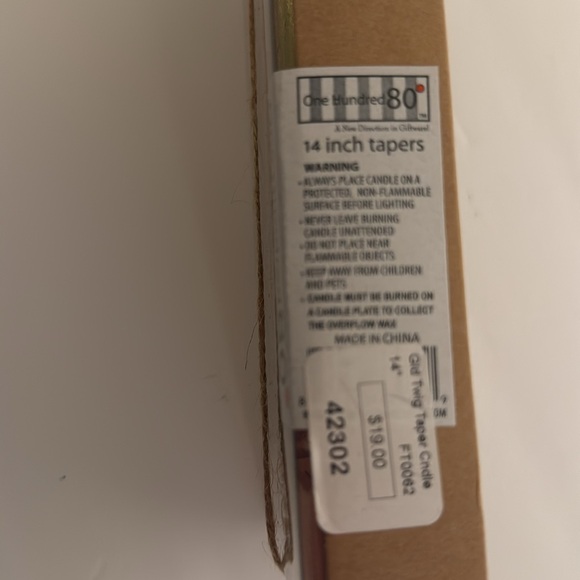 One Hundred 80°
A New Direction in Giftware!
14 inch tapers
WARNING
• ALWAYS PLACE CANDLE ON A
PROTECTED, NON-FLAMMABLE
SURFACE BEFORE LIGHTING
• NEVER LEAVE BURNING
CANDLE UNATTENDED
• DO NOT PLACE NEAR
FLAMMABLE OBJECTS
• KEEP AWAY FROM CHILDREN
AND PETS
• CANDLE MUST BE BURNED ON
A CANDLE PLATE TO COLLECT
THE OVERFLOW WAX
MADE IN CHINA
Gld Twig Taper Cndle
14" FT0062
$19.00
42302